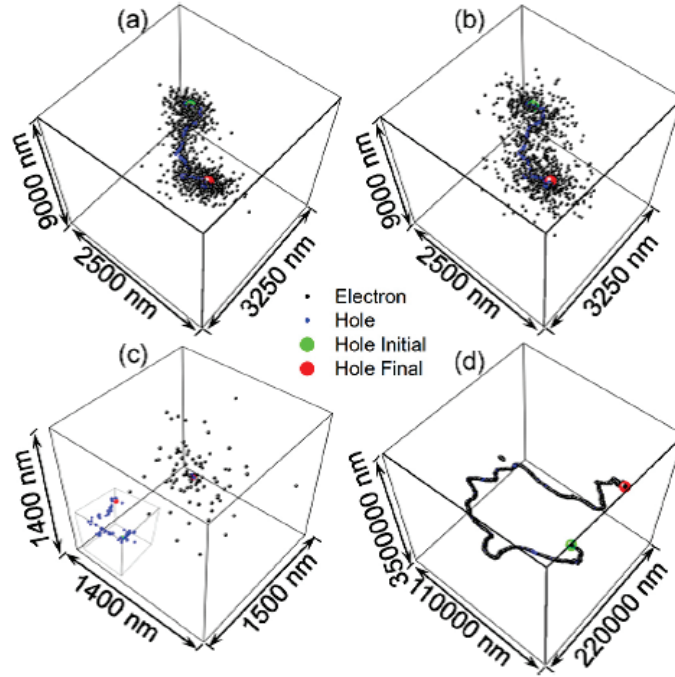 (a)
(b)
9000 nm
2500 nm
3250 nm
9000 nm
2500 nm
3250 nm
Electron
Hole
Hole Initial
Hole Final
(c)
(d)
1400 nm
1400 nm
1500 nm
3500000 nm
110000 nm
220000 nm